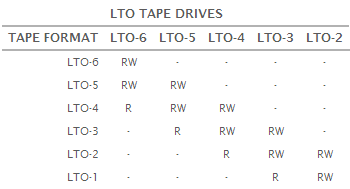 LTO TAPE DRIVES
TAPE FORMAT LTO-6 LTO-5 LTO-4 LTO-3 LTO-2
LTO-6 RW - - - -
LTO-5 RW RW - - -
LTO-4 R RW RW - -
LTO-3 - R RW RW -
LTO-2 - - R RW RW
LTO-1 - - - R RW